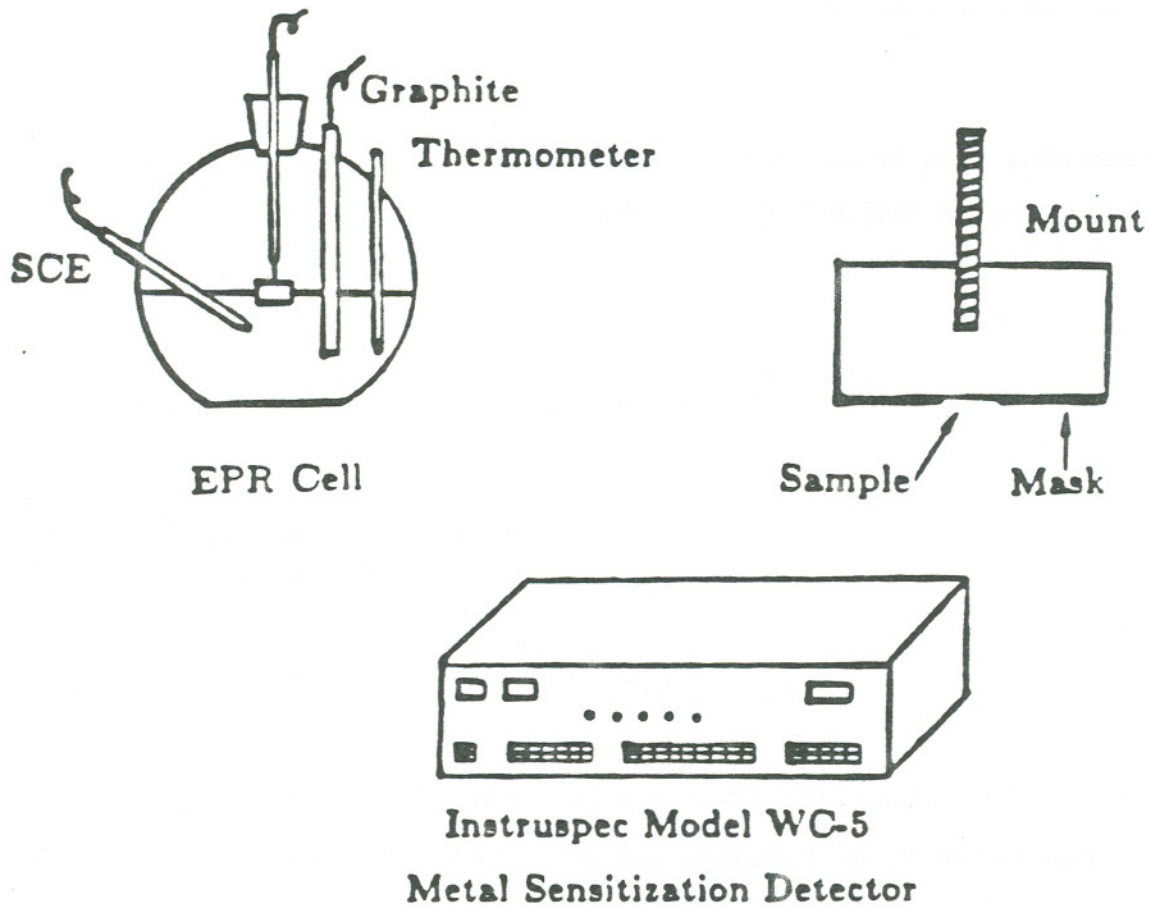 Graphite
Thermometer
SCE
EPR Cell
Mount
Sample
Mask
Instruspec Model WC-5
Metal Sensitization Detector